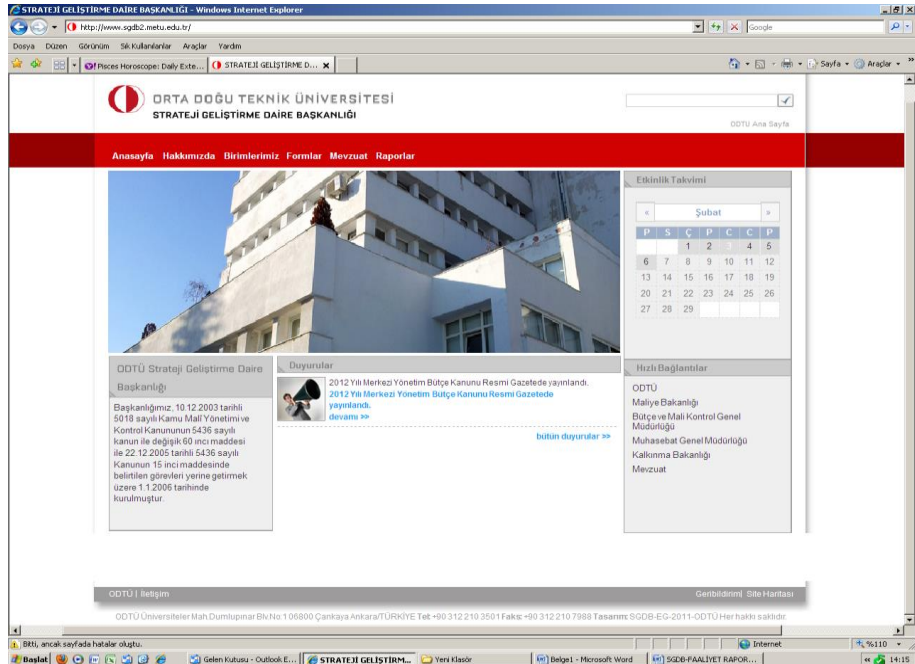 STRATEJİ GELİŞTİRME DAİRE BAŞKANLIĞI - Windows Internet Explorer
http://www.sgdb2.metu.edu.tr/
Google
Dosya Düzen Görünüm Sık Kullanılanlar Araçlar Yardım
Pisces Horoscope: Daily Exte...
STRATEJİ GELİŞTİRME D...
Sayfa
Araçlar
ORTA DOĞU TEKNİK ÜNİVERSİTESİ
STRATEJİ GELİŞTİRME DAİRE BAŞKANLIĞI
ODTÜ Ana Sayfa
Anasayfa Hakkımızda Birimlerimiz Formlar Mevzuat Raporlar
Etkinlik Takvimi
« Şubat »
P S Ç P C C P
1 2 3 4 5
6 7 8 9 10 11 12
13 14 15 16 17 18 19
20 21 22 23 24 25 26
27 28 29
ODTÜ Strateji Geliştirme Daire
Başkanlığı
Başkanlığımız, 10.12.2003 tarihli
5018 sayılı Kamu Malî Yönetimi ve
Kontrol Kanununun 5436 sayılı
kanun ile değişik 60 ıncı maddesi
ile 22.12.2005 tarihli 5436 sayılı
Kanunun 15 inci maddesinde
belirtilen görevleri yerine getirmek
üzere 1.1.2006 tarihinde
kurulmuştur.
Duyurular
2012 Yılı Merkezi Yönetim Bütçe Kanunu Resmi Gazetede yayınlandı.
2012 Yılı Merkezi Yönetim Bütçe Kanunu Resmi Gazetede
yayınlandı.
devamı >>
bütün duyurular >>
Hızlı Bağlantılar
ODTÜ
Maliye Bakanlığı
Bütçe ve Mali Kontrol Genel
Müdürlüğü
Muhasebat Genel Müdürlüğü
Kalkınma Bakanlığı
Mevzuat
ODTÜ | İletişim
Geribildirim| Site Haritası
ODTÜ Üniversiteler Mah.Dumlupınar Blv.No:1 06800 Çankaya Ankara/TÜRKİYE Tel: +90 312 210 3501 Faks: +90 312 210 7988 Tasarım: SGDB-EG-2011-ODTÜ Her hakkı saklıdır.
Bitti, ancak sayfada hatalar oluştu.
Internet
%110
Başlat
Gelen Kutusu - Outlook E...
STRATEJİ GELİŞTİRM...
Yeni Klasör
Belge1 - Microsoft Word
SGDB-FAALİYET RAPOR...
14:15